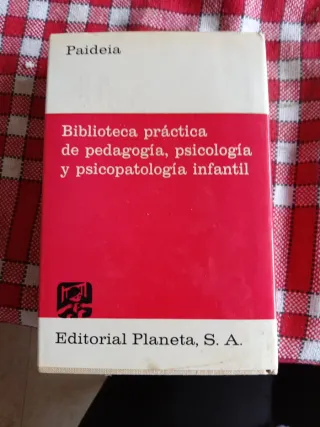 Paideia
Biblioteca práctica
de pedagogía, psicología
y psicopatología infantil
Editorial Planeta, S. A.